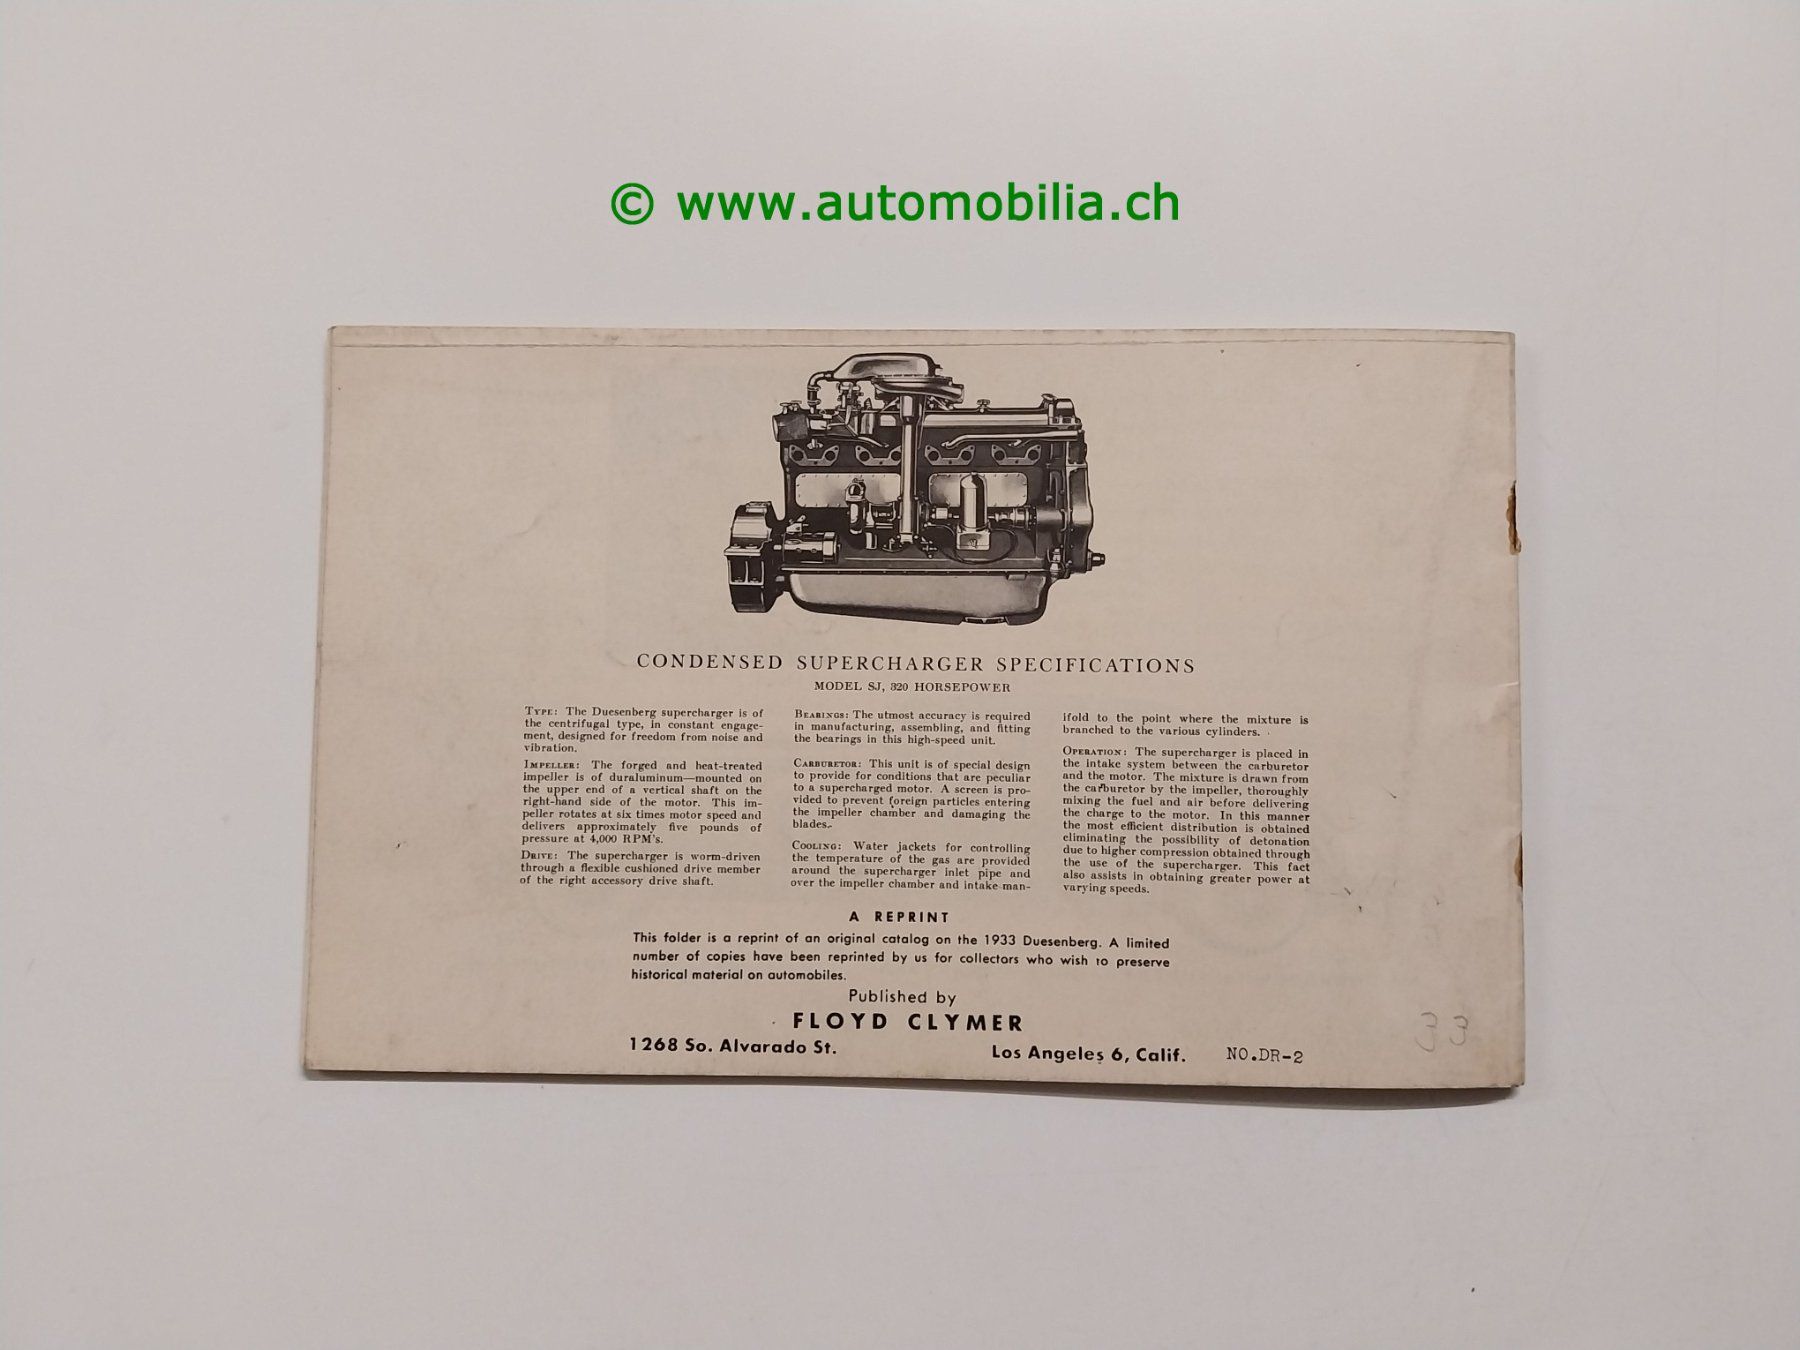 © www.automobilia.ch
CONDENSED SUPERCHARGER SPECIFICATIONS
MODEL SJ, 320 HORSEPOWER
TYPE: The Duesenberg supercharger is of
the centrifugal type, in constant engage-
ment, designed for freedom from noise and
vibration.
IMPELLER: The forged and heat-treated
impeller is of duraluminum—mounted on
the upper end of a vertical shaft on the
right-hand side of the motor. This im-
peller rotates at six times motor speed and
delivers approximately five pounds of
pressure at 4,000 RPM's.
DRIVE: The supercharger is worm-driven
through a flexible cushioned drive member
of the right accessory drive shaft.
BEARINGS: The utmost accuracy is required
in manufacturing, assembling, and fitting
the bearings in this high-speed unit.
CARBURETOR: This unit is of special design
to provide for conditions that are peculiar
to a supercharged motor. A screen is pro-
vided to prevent foreign particles entering
the impeller chamber and damaging the
blades.
COOLING: Water jackets for controlling
the temperature of the gas are provided
around the supercharger inlet pipe and
over the impeller chamber and intake man-
ifold to the point where the mixture is
branched to the various cylinders.
OPERATION: The supercharger is placed in
the intake system between the carburetor
and the motor. The mixture is drawn from
the carburetor by the impeller, thoroughly
mixing the fuel and air before delivering
the charge to the motor. In this manner
the most efficient distribution is obtained
eliminating the possibility of detonation
due to higher compression obtained through
the use of the supercharger. This fact
also assists in obtaining greater power at
varying speeds.
A REPRINT
This folder is a reprint of an original catalog on the 1933 Duesenberg. A limited
number of copies have been reprinted by us for collectors who wish to preserve
historical material on automobiles.
Published by
FLOYD CLYMER
1268 So. Alvarado St. Los Angeles 6, Calif. NO.DR-2
33